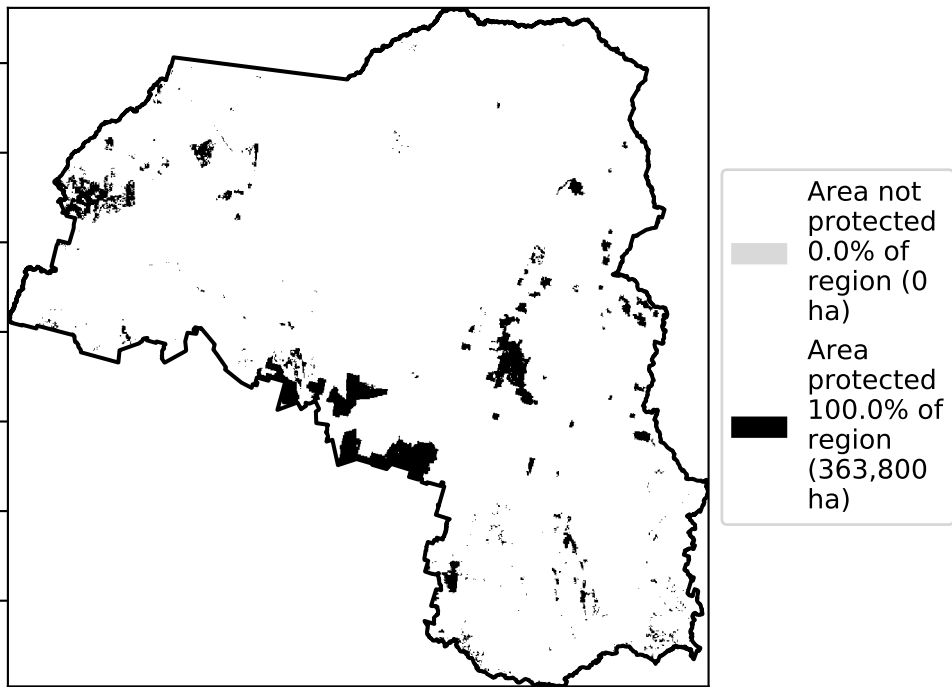 Area not
protected
0.0% of
region (0
ha)
Area
protected
100.0% of
region
(363,800
ha)